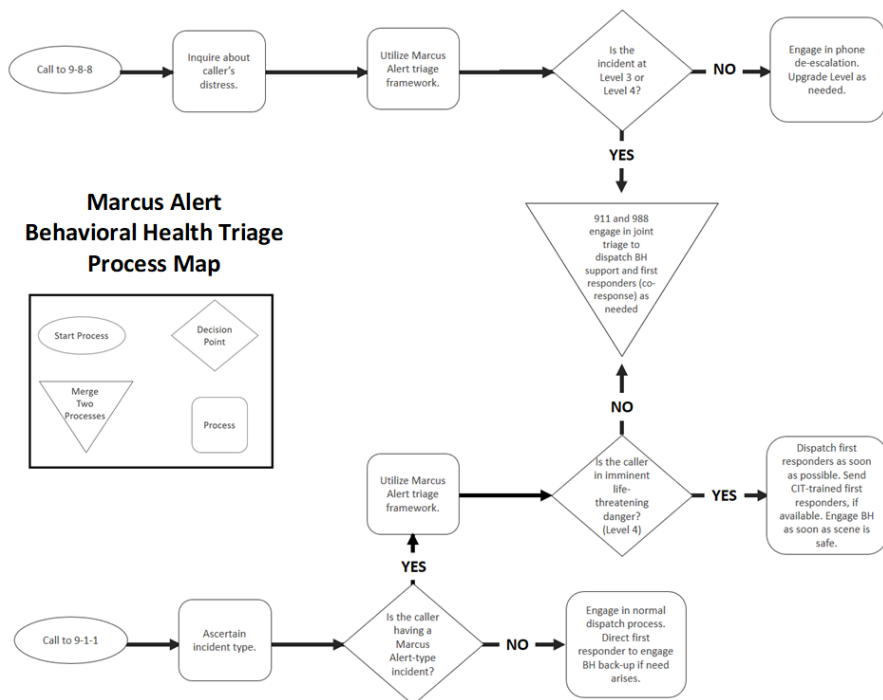 Call to 9-8-8
Inquire about
caller's
distress.
Utilize Marcus
Alert triage
framework.
Is the
incident at
Level 3 or
Level 4?
NO
Engage in phone
de-escalation.
Upgrade Level as
needed.
YES
911 and 988
engage in joint
triage to
dispatch BH
support and first
responders (co-
response) as
needed
Marcus Alert
Behavioral Health Triage
Process Map
Start Process
Decision
Point
Merge
Two
Processes
Process
NO
Utilize Marcus
Alert triage
framework.
Is the caller
in imminent
life-
threatening
danger?
(Level 4)
YES
Dispatch first
responders as soon
as possible. Send
CIT-trained first
responders, if
available. Engage BH
as soon as scene is
safe.
YES
Call to 9-1-1
Ascertain
incident type.
Is the caller
having a
Marcus
Alert-type
incident?
NO
Engage in normal
dispatch process.
Direct first
responder to engage
BH back-up if need
arises.